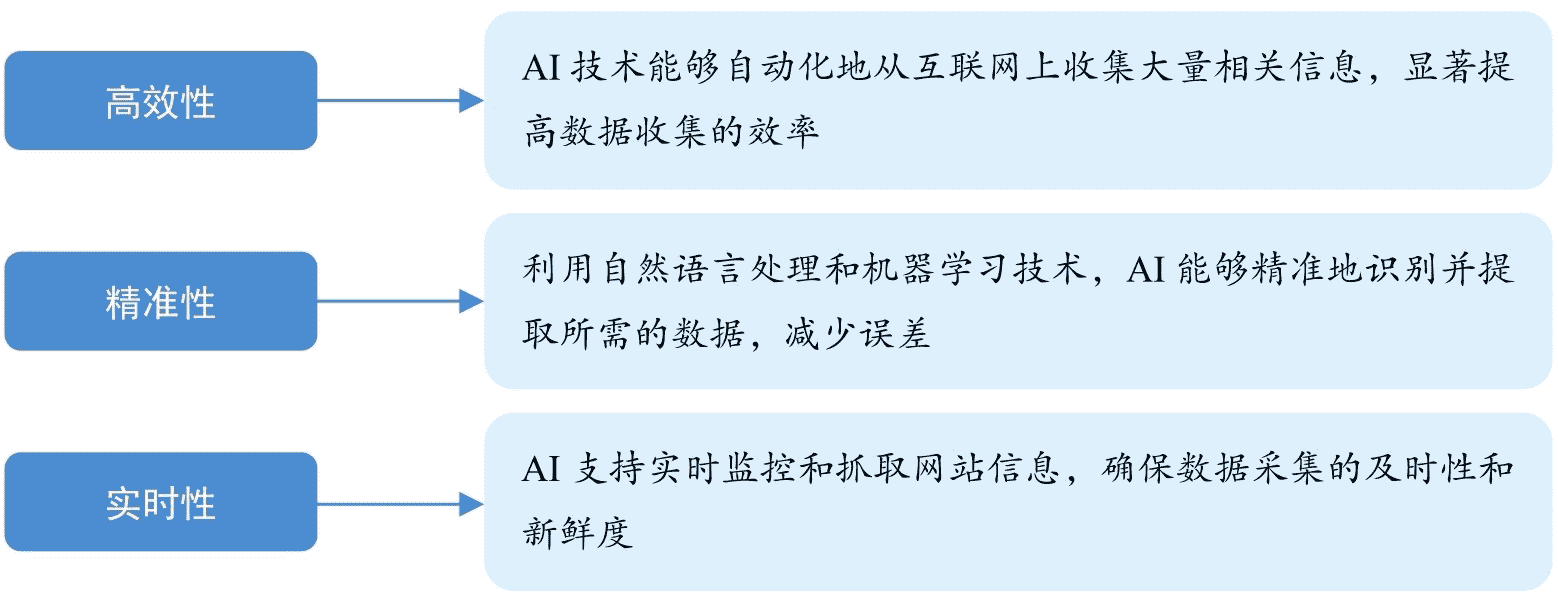 高效性
AI 技术能够自动化地从互联网上收集大量相关信息，显著提
高数据收集的效率
精准性
利用自然语言处理和机器学习技术，AI 能够精准地识别并提
取所需的数据，减少误差
实时性
AI 支持实时监控和抓取网站信息，确保数据采集的及时性和
新鲜度